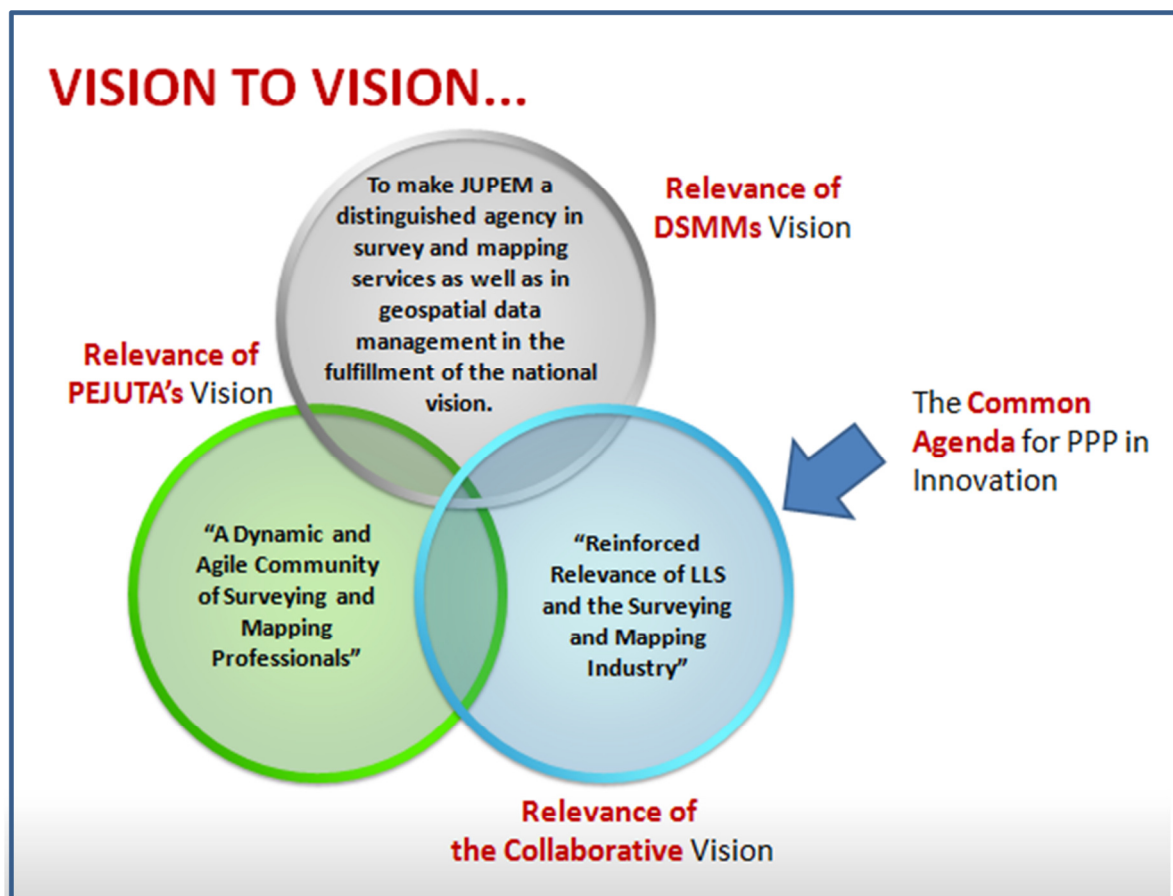 VISION TO VISION...
To make JUPEM a
distinguished agency in
survey and mapping
services as well as in
geospatial data
management in the
fulfillment of the national
vision.
Relevance of
DSMMs Vision
Relevance of
PEJUTA’s Vision
The Common
Agenda for PPP in
Innovation
“A Dynamic and
Agile Community
of Surveying and
Mapping
Professionals”
“Reinforced
Relevance of LLS
and the Surveying
and Mapping
Industry”
Relevance of
the Collaborative Vision